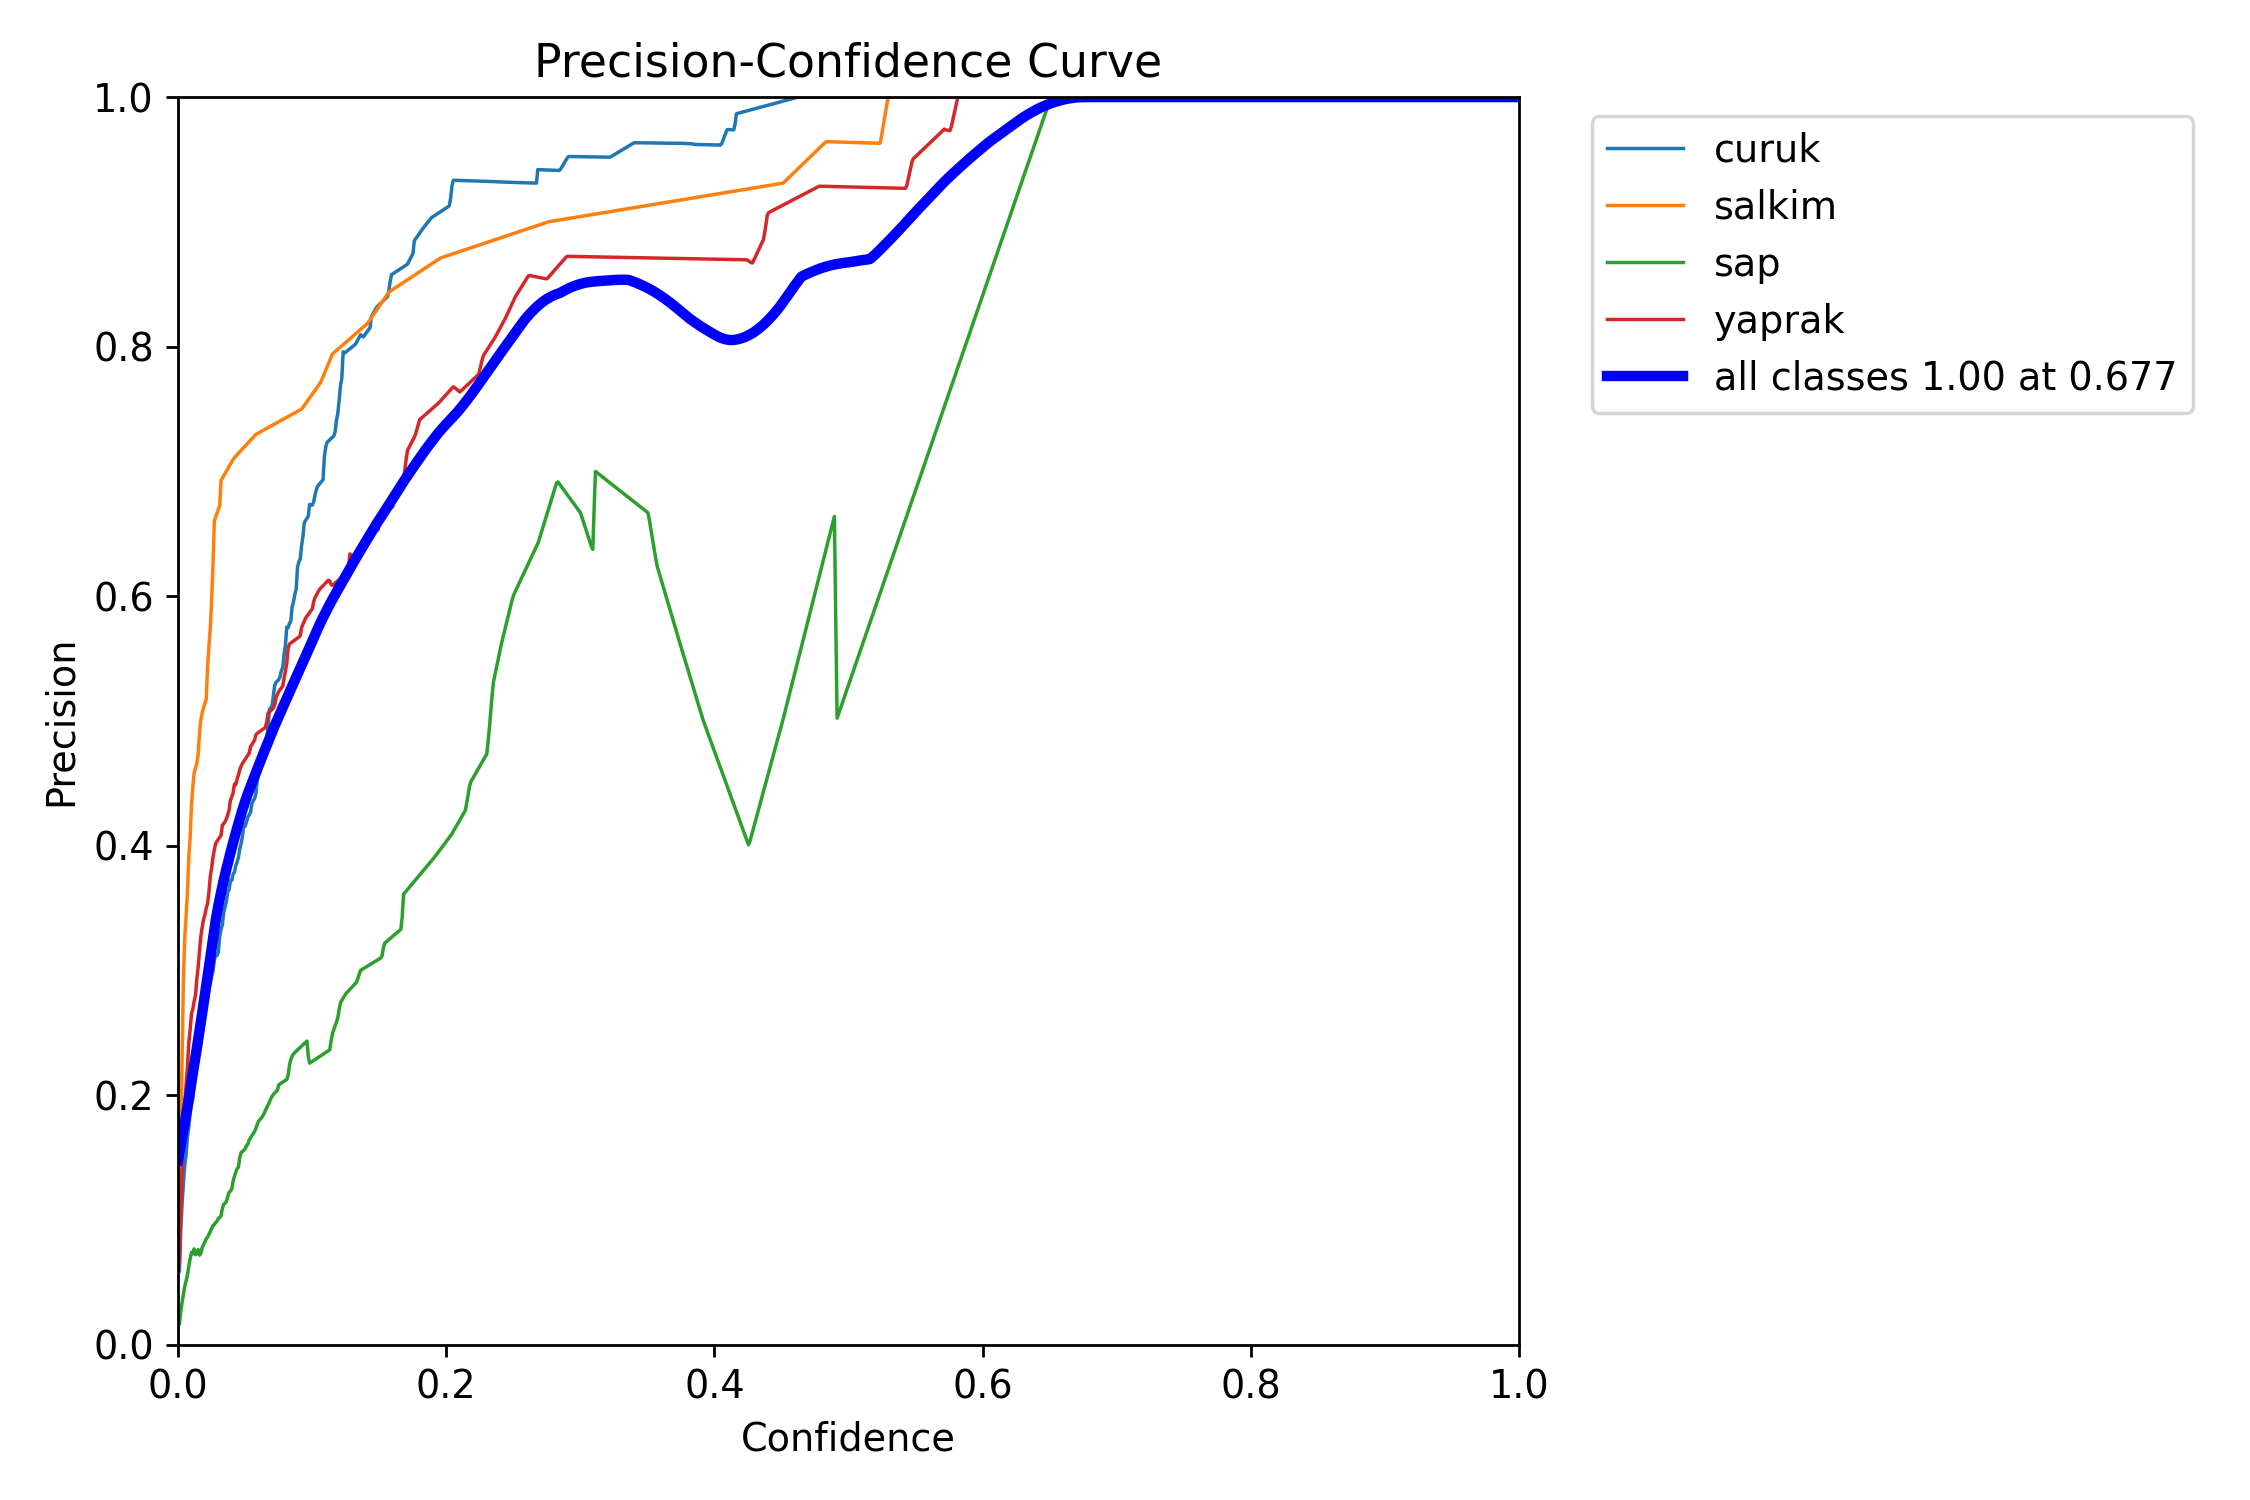 Precision-Confidence Curve
1.0
0.8
0.6
0.4
0.2
0.0
Precision
0.0 0.2 0.4 0.6 0.8 1.0
Confidence
curuk
salkim
sap
yaprak
all classes 1.00 at 0.677